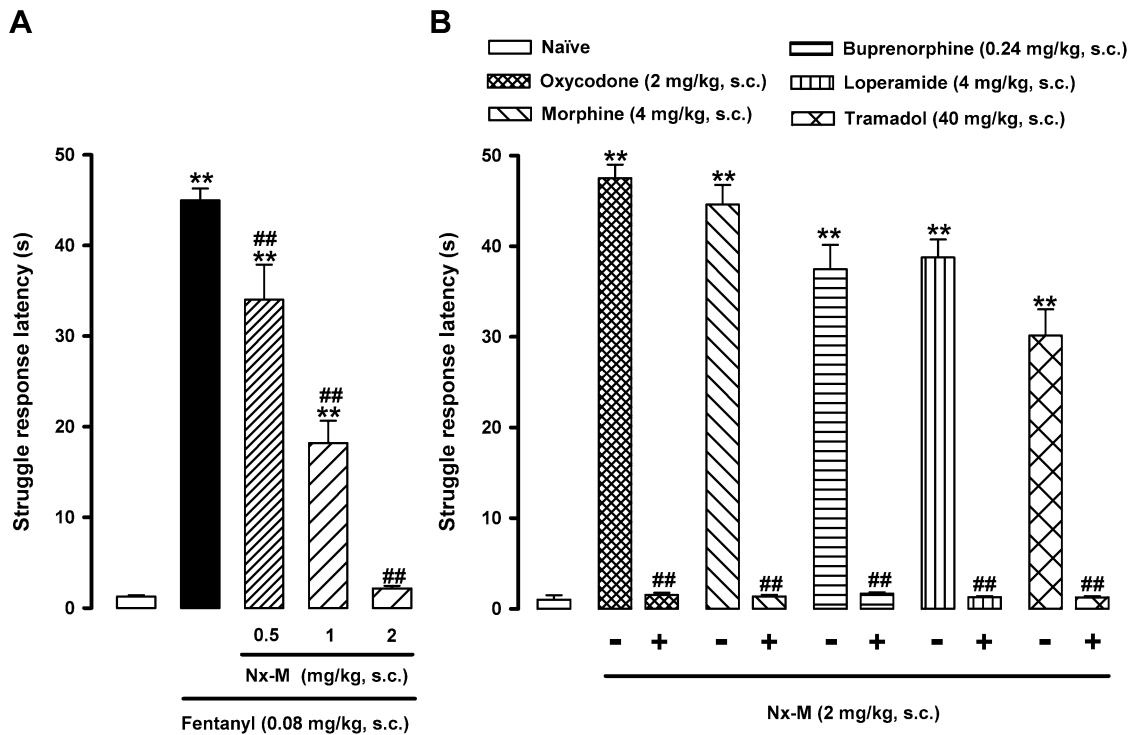 A
Struggle response latency (s)
50
40
30
20
10
0
**
##
**
##
**
##
0.5 1 2
Nx-M (mg/kg, s.c.)
Fentanyl (0.08 mg/kg, s.c.)
B
Naïve
Oxycodone (2 mg/kg, s.c.)
Morphine (4 mg/kg, s.c.)
Buprenorphine (0.24 mg/kg, s.c.)
Loperamide (4 mg/kg, s.c.)
Tramadol (40 mg/kg, s.c.)
Struggle response latency (s)
50
40
30
20
10
0
** ## ** ## ** ## ** ## ** ##
- + - + - + - + - +
Nx-M (2 mg/kg, s.c.)